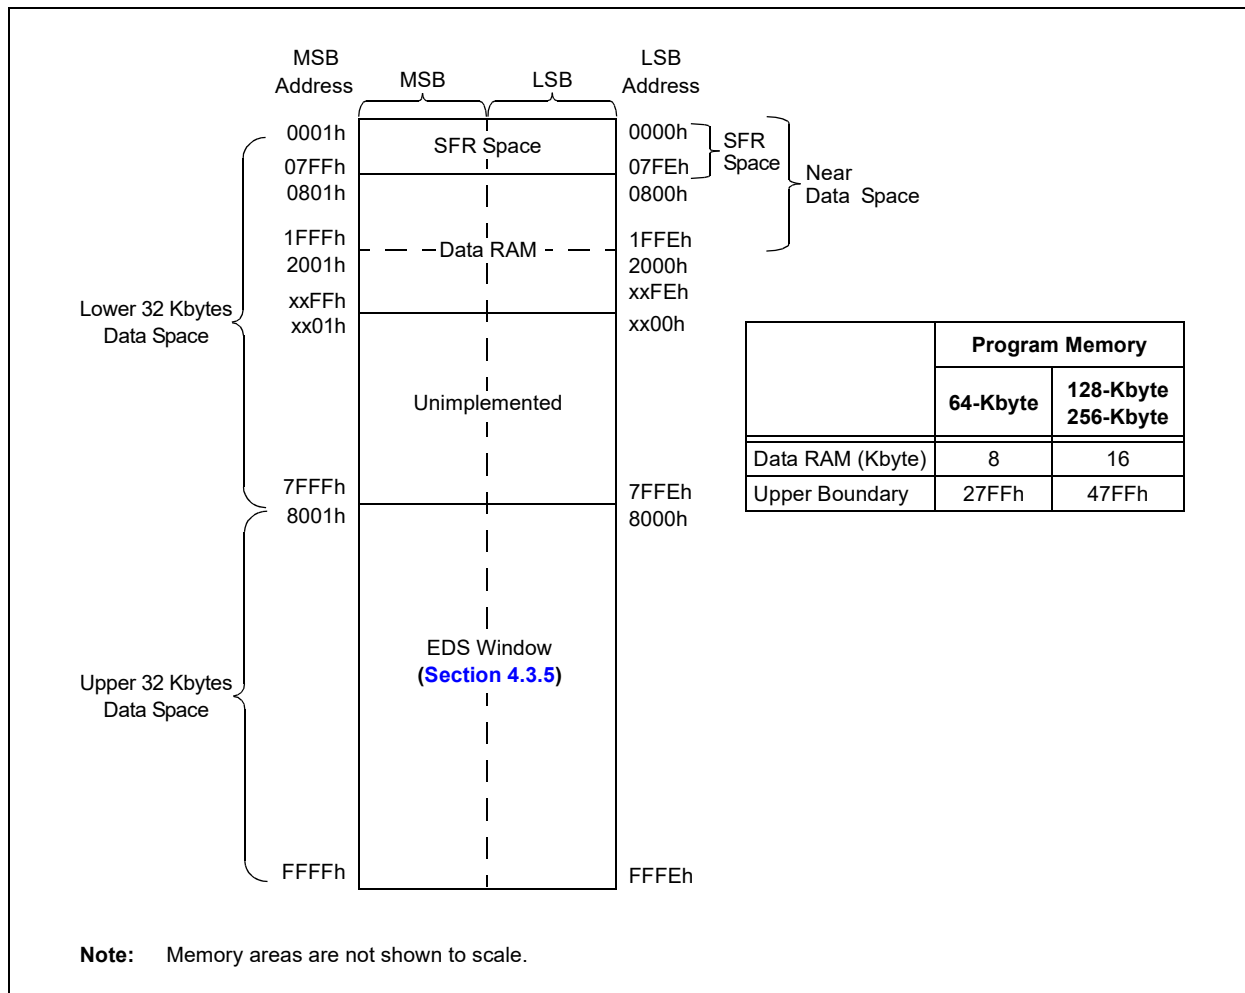 MSB
Address
MSB
LSB
LSB
Address
0001h
SFR Space
0000h
SFR
Space
07FFh
07FEh
Near
Data Space
0801h
0800h
1FFFh
Data RAM
1FFEh
2001h
2000h
xxFFh
xxFEh
Lower 32 Kbytes
Data Space
xx01h
xx00h
Unimplemented
Program Memory
64-Kbyte
128-Kbyte
256-Kbyte
Data RAM (Kbyte) 8 16
Upper Boundary 27FFh 47FFh
7FFFh
7FFEh
8001h
8000h
EDS Window
(Section 4.3.5)
Upper 32 Kbytes
Data Space
FFFFh
FFFEh
Note: Memory areas are not shown to scale.